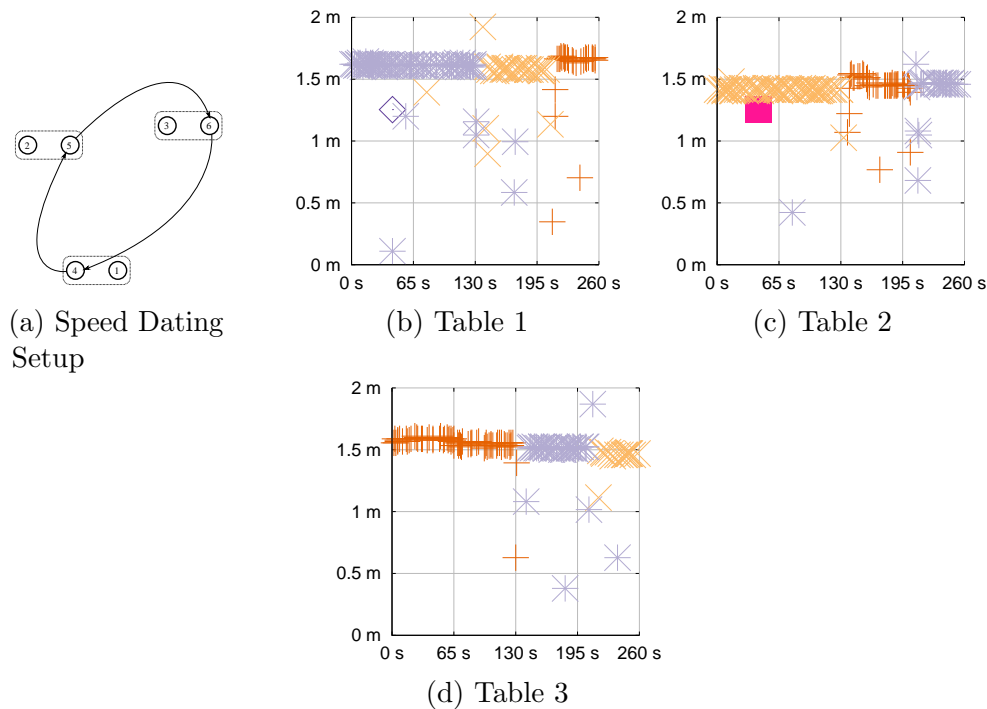 2
5
3
6
4
1
(a) Speed Dating
Setup
2 m
1.5 m
1 m
0.5 m
0 m
0 s 65 s 130 s 195 s 260 s
(b) Table 1
2 m
1.5 m
1 m
0.5 m
0 m
0 s 65 s 130 s 195 s 260 s
(c) Table 2
2 m
1.5 m
1 m
0.5 m
0 m
0 s 65 s 130 s 195 s 260 s
(d) Table 3